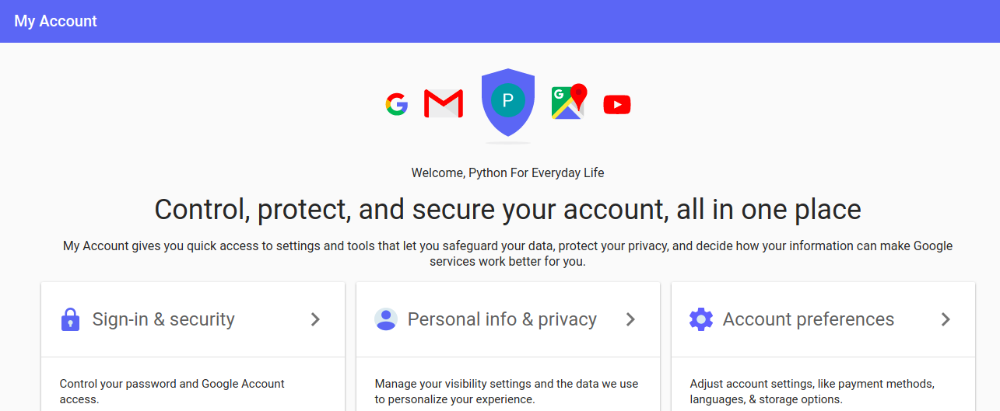 My Account
G
P
G
Welcome, Python For Everyday Life
Control, protect, and secure your account, all in one place
My Account gives you quick access to settings and tools that let you safeguard your data, protect your privacy, and decide how your information can make Google
services work better for you.
Sign-in & security
Personal info & privacy
Account preferences
Control your password and Google Account
access.
Manage your visibility settings and the data we use
to personalize your experience.
Adjust account settings, like payment methods,
languages, & storage options.